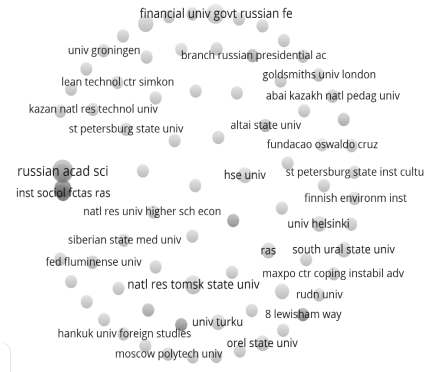 financial univ govt russian fe
univ groningen
branch russian presidential ac
goldsmiths univ london
lean technol ctr simkon
abai kazakh natl pedag univ
kazan natl res technol univ
st petersburg state univ
altai state univ
fundacao oswaldo cruz
russian acad sci
hse univ
st petersburg state inst cultu
inst sociol fctas ras
finnish environm inst
natl res univ higher sch econ
univ helsinki
siberian state med univ
ras
south ural state univ
fed fluminense univ
maxpo ctr coping instabil adv
natl res tomsk state univ
rudn univ
8 lewisham way
univ turku
hankuk univ foreign studies
orel state univ
moscow polytech univ